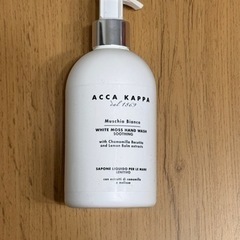 ACCA KAPPA
dal 1869
Muschio Bianco
WHITE MOSS HAND WASH
SOOTHING
with Chamomilla Recutita
and Lemon Balm extracts
SAPONE LIQUIDO PER LE MANI
LENITIVO
con estratti di camomilla
e melissa